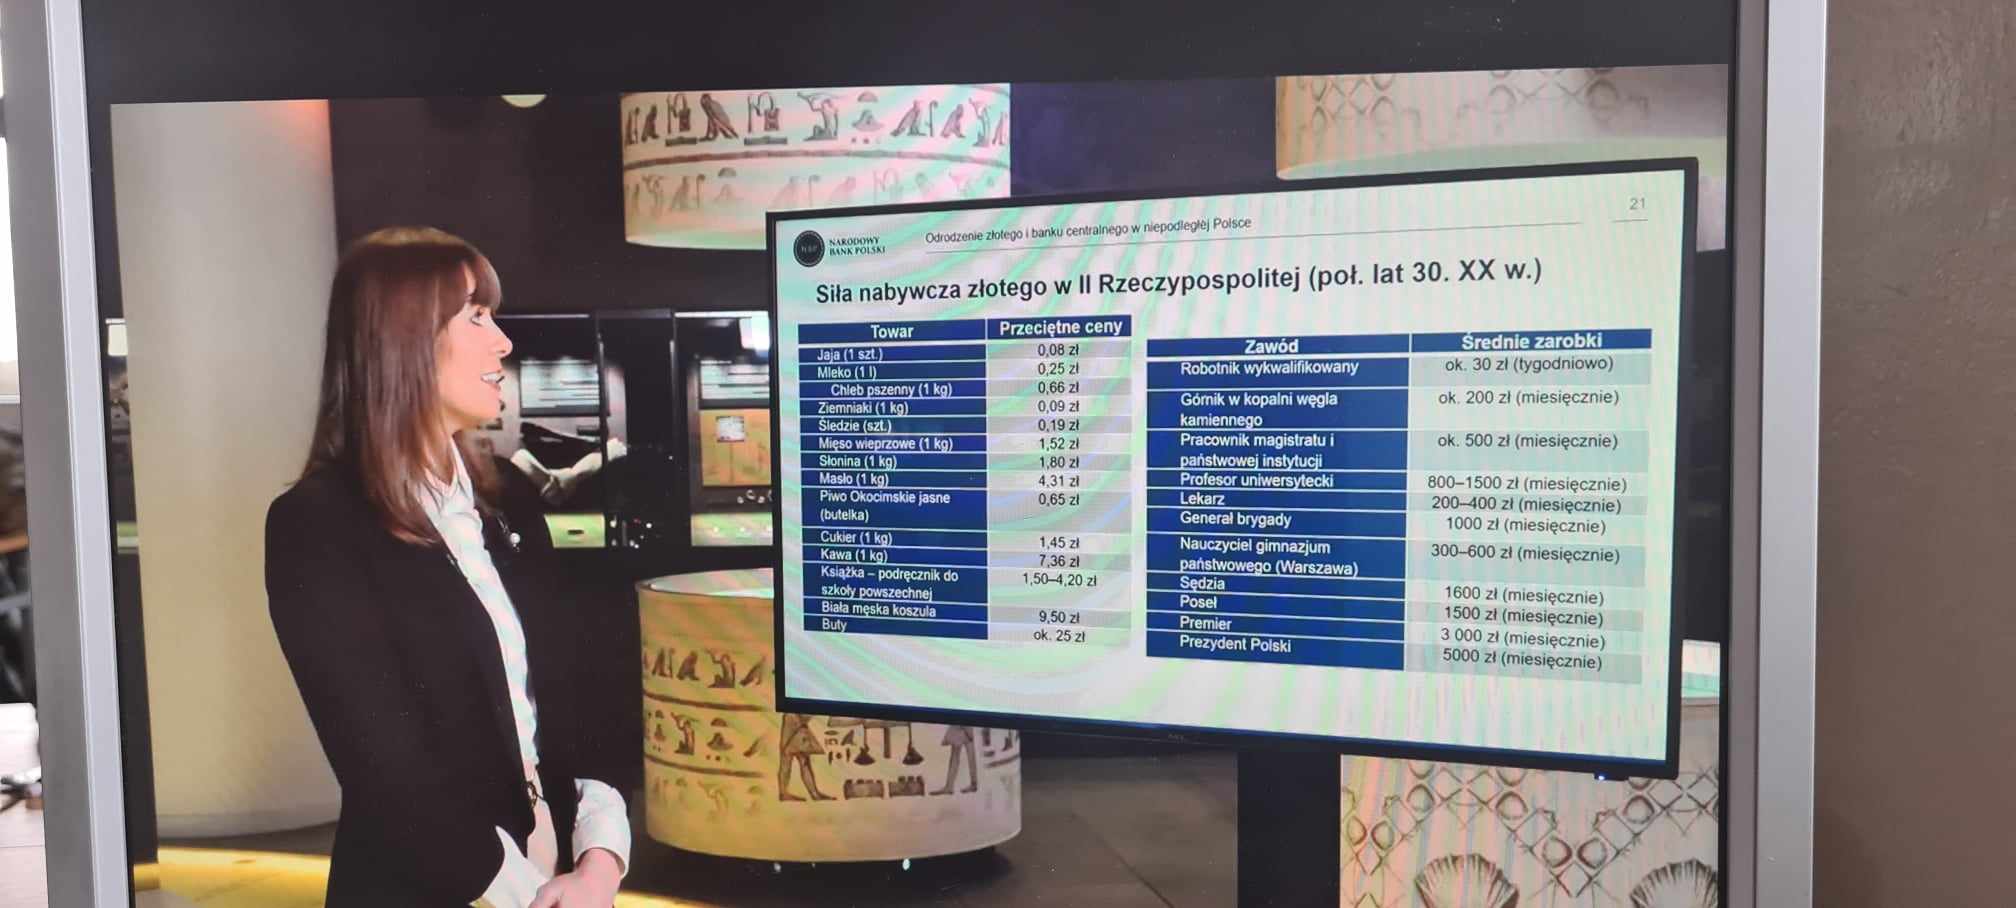 NARODOWY
BANK POLSKI
Odrodzenie złotego i banku centralnego w niepodległej Polsce
21
Siła nabywcza złotego w II Rzeczypospolitej (poł. lat 30. XX w.)
Towar Przeciętne ceny
Jaja (1 szt.) 0,08 zł
Mleko (1 l) 0,25 zł
Chleb pszenny (1 kg) 0,66 zł
Ziemniaki (1 kg) 0,09 zł
Śledzie (szt.) 0,19 zł
Mięso wieprzowe (1 kg) 1,52 zł
Słonina (1 kg) 1,80 zł
Masło (1 kg) 4,31 zł
Piwo Okocimskie jasne 0,65 zł
(butelka)
Cukier (1 kg) 1,45 zł
Kawa (1 kg) 7,36 zł
Książka – podręcznik do 1,50–4,20 zł
szkoły powszechnej
Biała męska koszula 9,50 zł
Buty ok. 25 zł
Zawód Średnie zarobki
Robotnik wykwalifikowany ok. 30 zł (tygodniowo)
Górnik w kopalni węgla ok. 200 zł (miesięcznie)
kamiennego
Pracownik magistratu i ok. 500 zł (miesięcznie)
państwowej instytucji
Profesor uniwersytecki 800–1500 zł (miesięcznie)
Lekarz 200–400 zł (miesięcznie)
Generał brygady 1000 zł (miesięcznie)
Nauczyciel gimnazjum 300–600 zł (miesięcznie)
państwowego (Warszawa)
Sędzia 1600 zł (miesięcznie)
Poseł 1500 zł (miesięcznie)
Premier 3 000 zł (miesięcznie)
Prezydent Polski 5000 zł (miesięcznie)